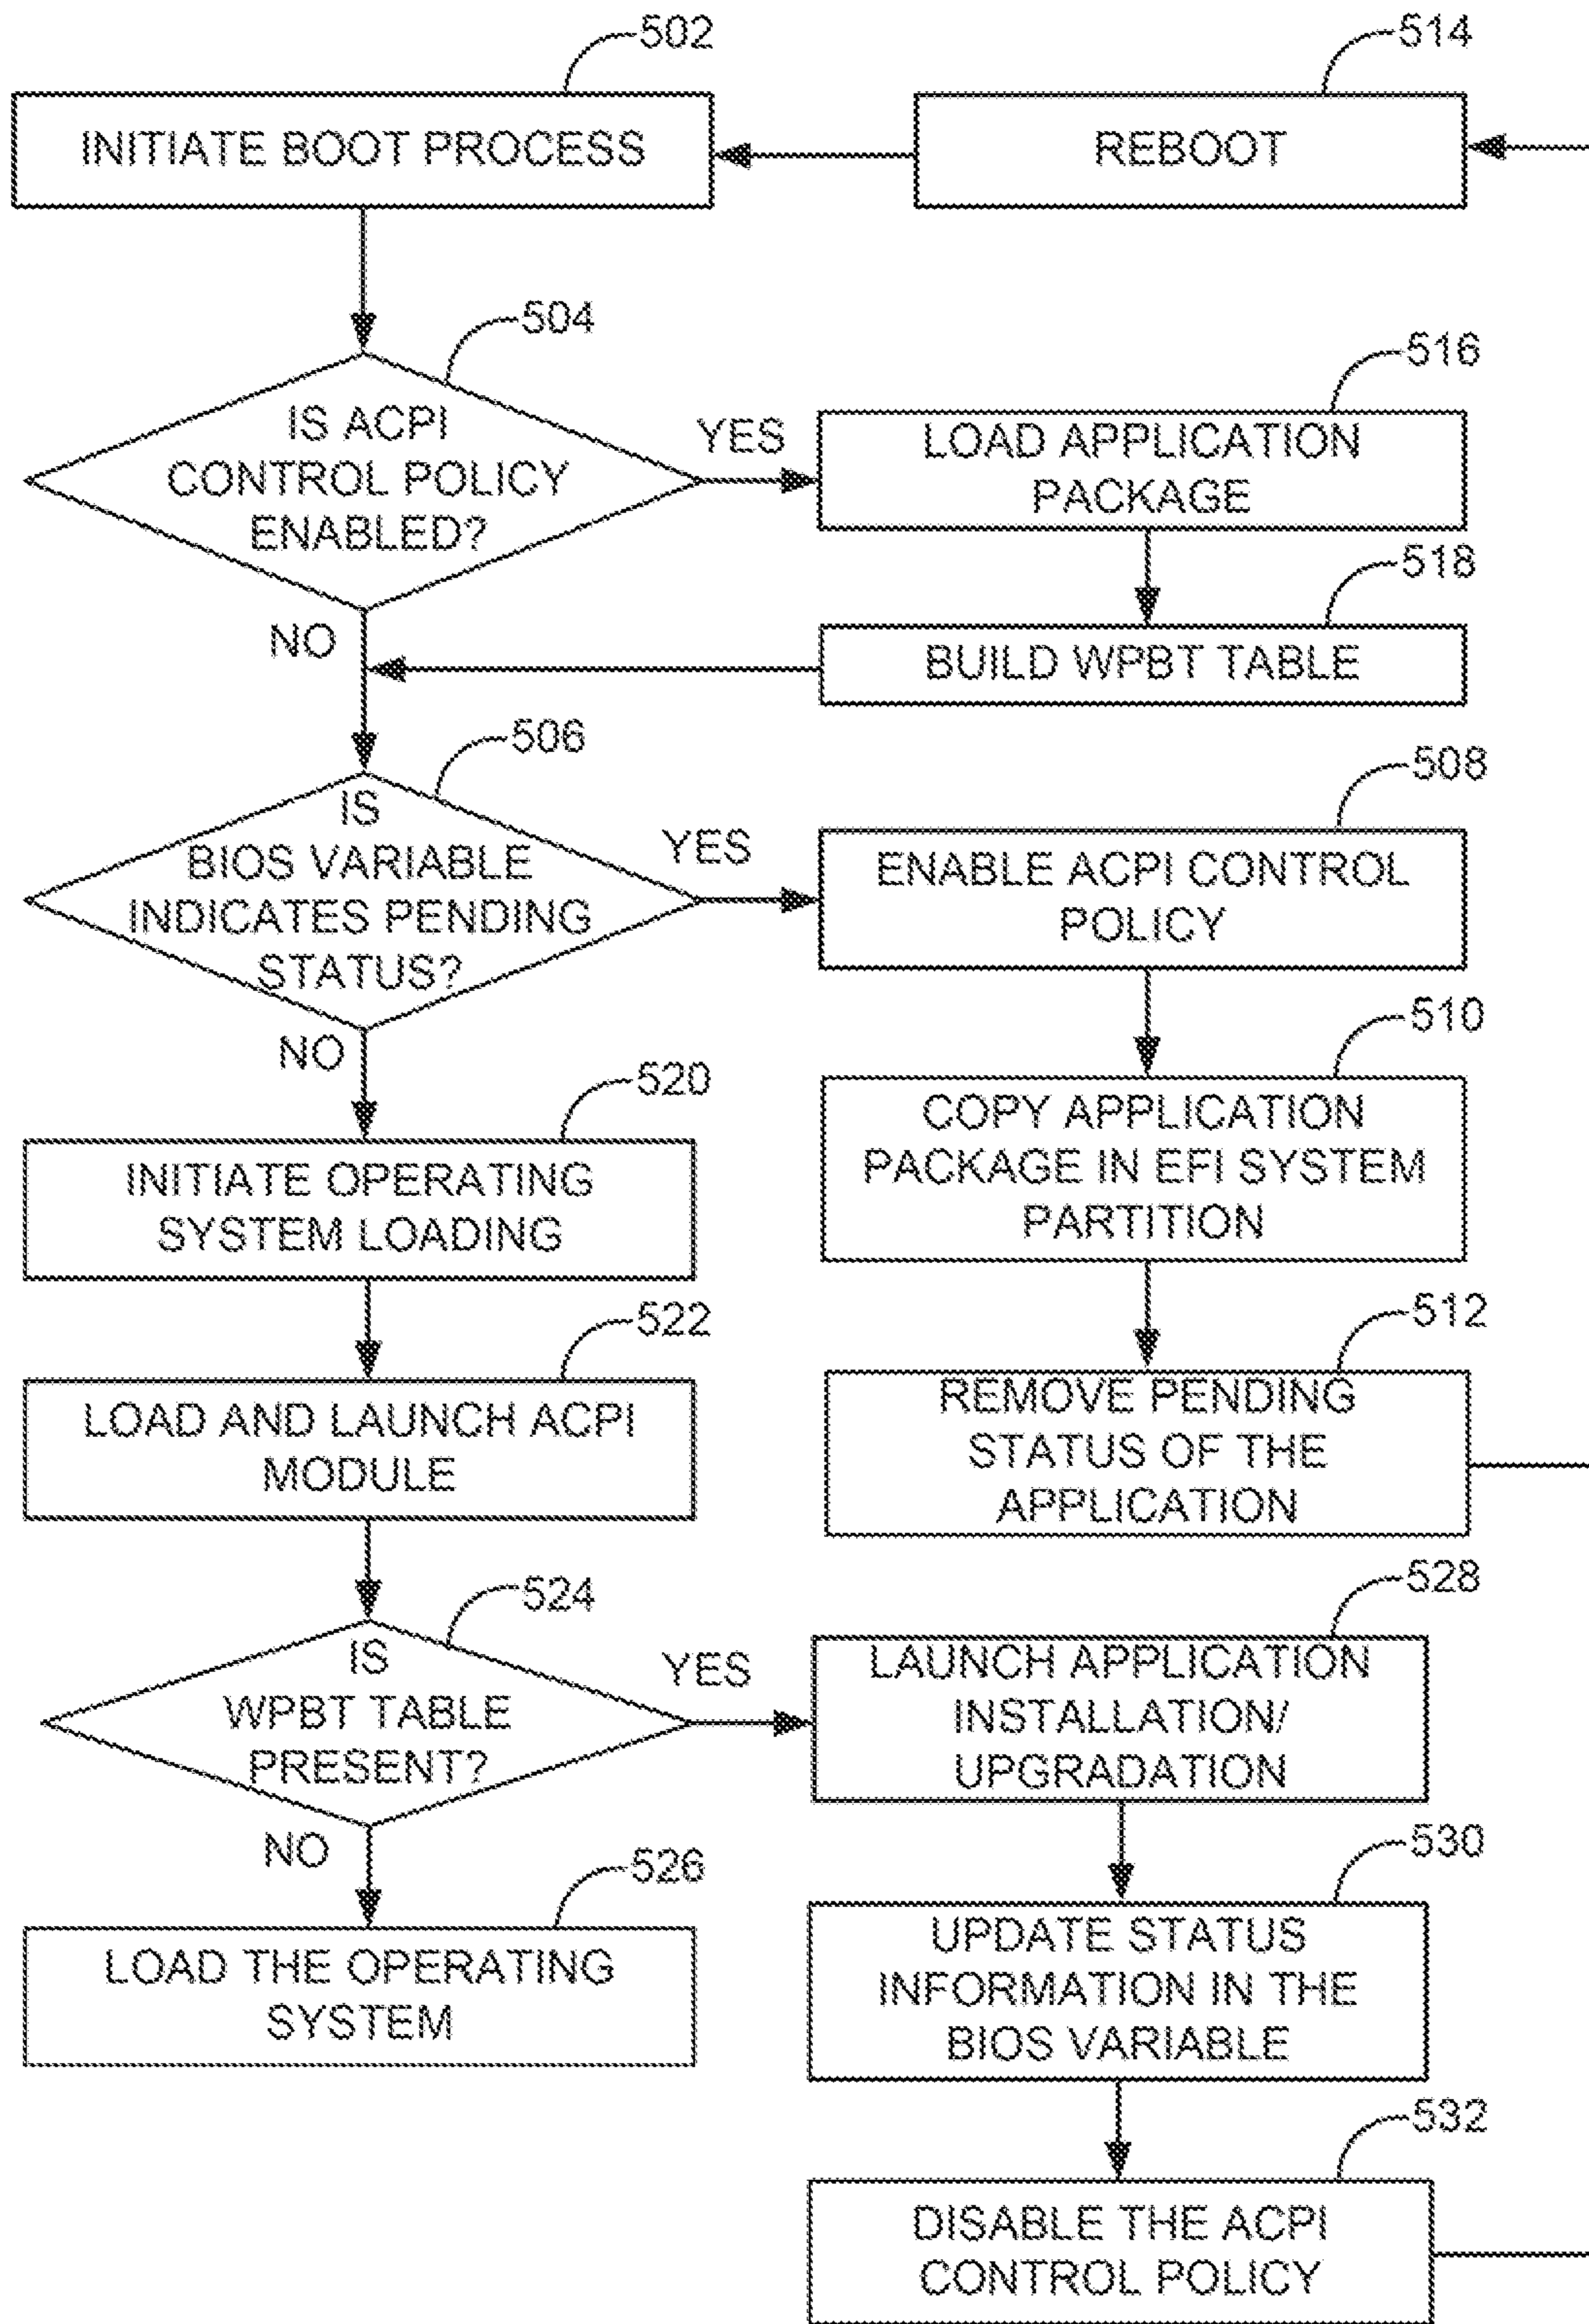 502
INITIATE BOOT PROCESS
514
REBOOT
504
IS ACPI
CONTROL POLICY
ENABLED?
YES
NO
516
LOAD APPLICATION
PACKAGE
518
BUILD WPBT TABLE
506
IS
BIOS VARIABLE
INDICATES PENDING
STATUS?
YES
NO
508
ENABLE ACPI CONTROL
POLICY
510
COPY APPLICATION
PACKAGE IN EFI SYSTEM
PARTITION
512
REMOVE PENDING
STATUS OF THE
APPLICATION
520
INITIATE OPERATING
SYSTEM LOADING
522
LOAD AND LAUNCH ACPI
MODULE
524
IS
WPBT TABLE
PRESENT?
YES
NO
526
LOAD THE OPERATING
SYSTEM
528
LAUNCH APPLICATION
INSTALLATION/
UPGRADATION
530
UPDATE STATUS
INFORMATION IN THE
BIOS VARIABLE
532
DISABLE THE ACPI
CONTROL POLICY